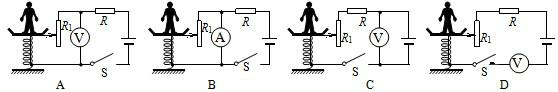 R R₁ V S A
R R₁ A S B
R R₁ V S C
R R₁ S V D